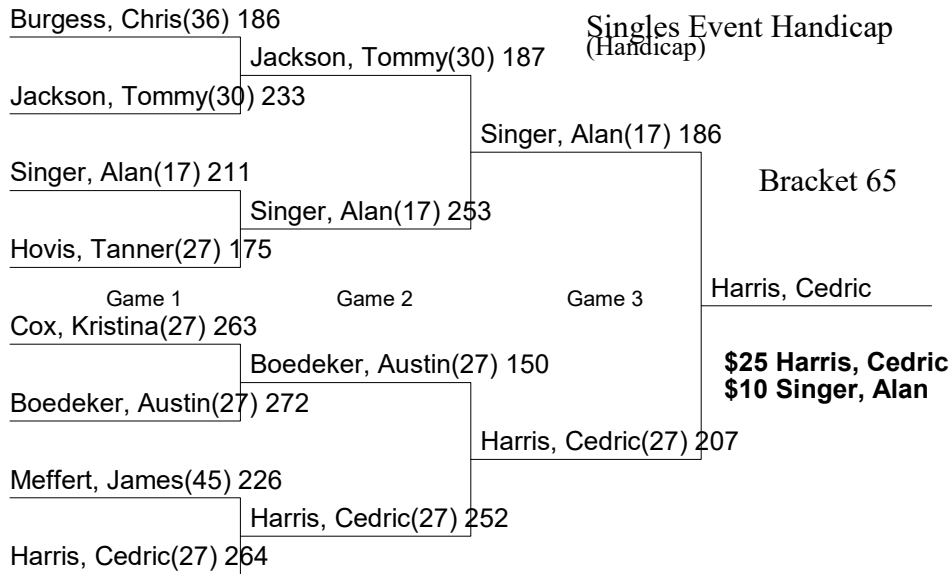 Burgess, Chris(36) 186
Singles Event Handicap
(Handicap)
Jackson, Tommy(30) 187
Jackson, Tommy(30) 233
Singer, Alan(17) 186
Singer, Alan(17) 211
Bracket 65
Singer, Alan(17) 253
Hovis, Tanner(27) 175
Game 1
Game 2
Game 3
Harris, Cedric
Cox, Kristina(27) 263
Boedeker, Austin(27) 150
$25 Harris, Cedric
$10 Singer, Alan
Boedeker, Austin(27) 272
Harris, Cedric(27) 207
Meffert, James(45) 226
Harris, Cedric(27) 252
Harris, Cedric(27) 264